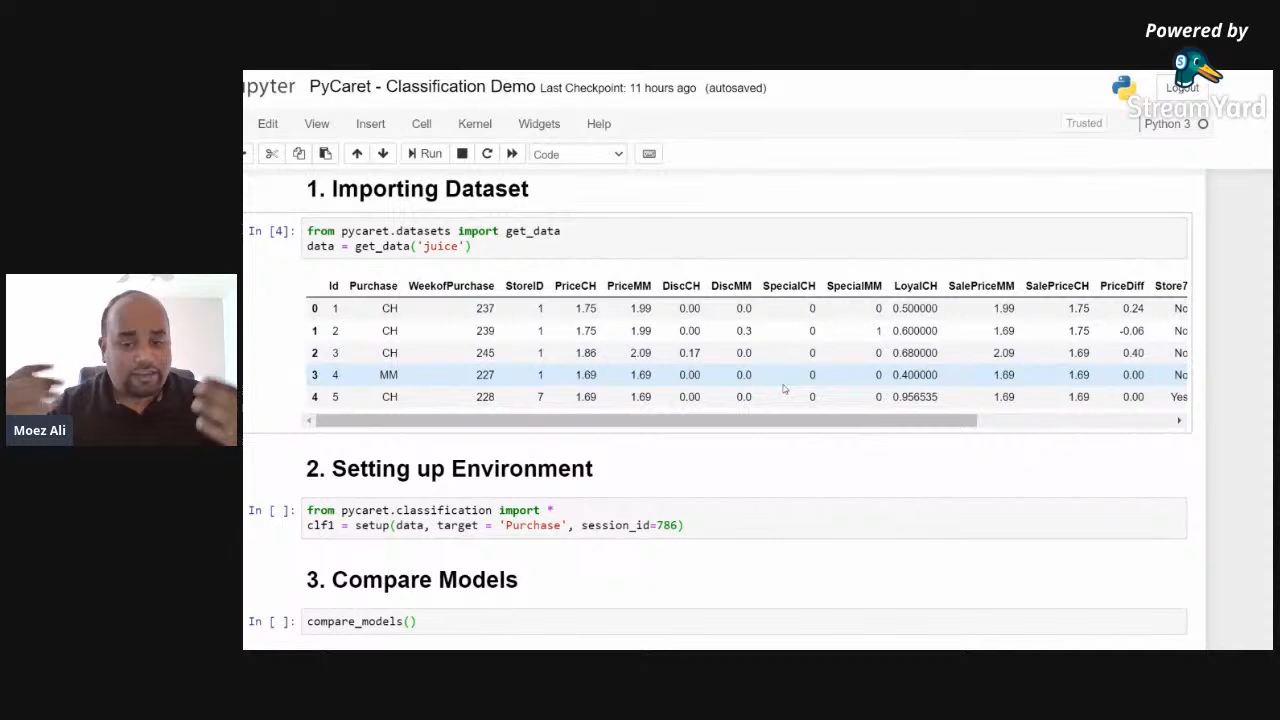 Powered by
StreamYard
upyter PyCaret - Classification Demo Last Checkpoint: 11 hours ago (autosaved)
Logout
Edit View Insert Cell Kernel Widgets Help Trusted Python 3
Run Code
1. Importing Dataset
In [4]: from pycaret.datasets import get_data
data = get_data('juice')
Id Purchase WeekofPurchase StoreID PriceCH PriceMM DiscCH DiscMM SpecialCH SpecialMM LoyalCH SalePriceMM SalePriceCH PriceDiff Store7
0 1 CH 237 1 1.75 1.99 0.00 0.0 0 0 0.500000 1.99 1.75 0.24 No
1 2 CH 239 1 1.75 1.99 0.00 0.3 0 1 0.600000 1.69 1.75 -0.06 No
2 3 CH 245 1 1.86 2.09 0.17 0.0 0 0 0.680000 2.09 1.69 0.40 No
3 4 MM 227 1 1.69 1.69 0.00 0.0 0 0 0.400000 1.69 1.69 0.00 No
4 5 CH 228 7 1.69 1.69 0.00 0.0 0 0 0.956535 1.69 1.69 0.00 Yes
Moez Ali
2. Setting up Environment
In [ ]: from pycaret.classification import *
clf1 = setup(data, target = 'Purchase', session_id=786)
3. Compare Models
In [ ]: compare_models()